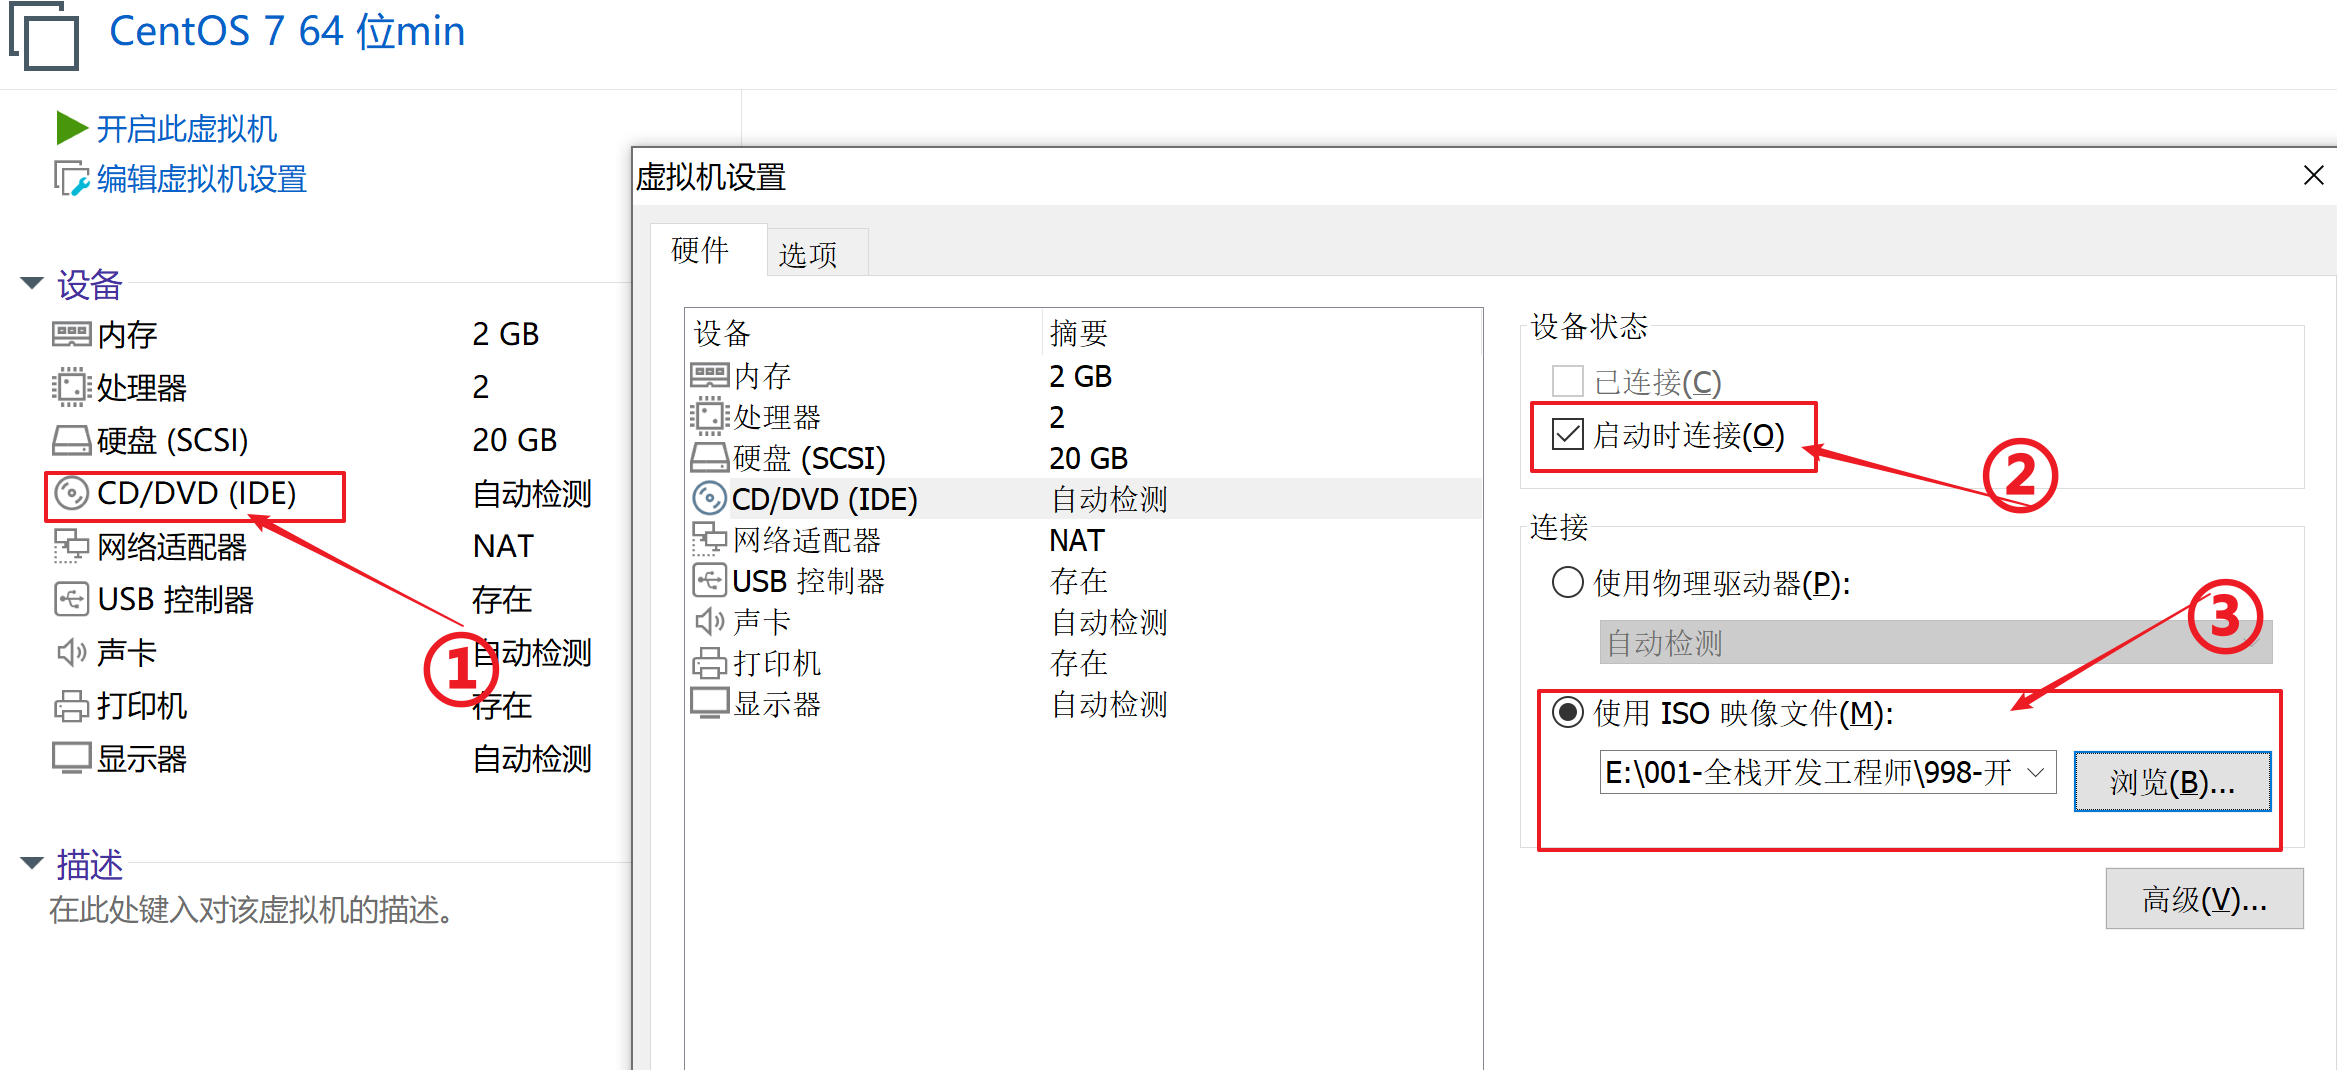 CentOS 7 64 位min
开启此虚拟机
编辑虚拟机设置
设备
内存 2 GB
处理器 2
硬盘 (SCSI) 20 GB
CD/DVD (IDE) 自动检测
网络适配器 NAT
USB 控制器 存在
声卡 自动检测
打印机 存在
显示器 自动检测
①
描述
在此处键入对该虚拟机的描述。
虚拟机设置
硬件 选项
设备 摘要
内存 2 GB
处理器 2
硬盘 (SCSI) 20 GB
CD/DVD (IDE) 自动检测
网络适配器 NAT
USB 控制器 存在
声卡 自动检测
打印机 存在
显示器 自动检测
设备状态
已连接(C)
启动时连接(O)
②
连接
使用物理驱动器(P):
③
自动检测
使用 ISO 映像文件(M):
E:\001-全栈开发工程师\998-开 浏览(B)...
高级(V)...